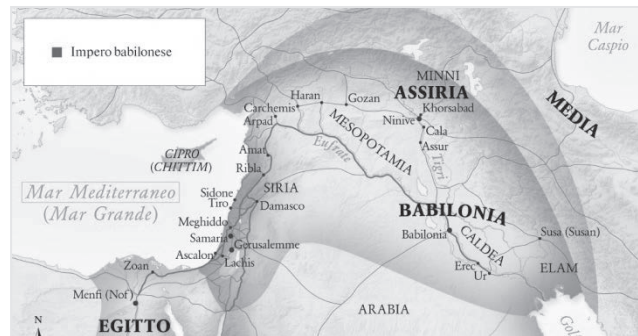 Impero babilonese
Mar
Caspio
MINNI
ASSIRIA
Khorsabad
MEDIA
Haran
Gozan
Carchemis
Arpad
Ninive
Cala
Assur
MESOPOTAMIA
Eufrate
Tigri
CIPRO
(CHITTIM)
Amat
Ribla
Mar Mediterraneo
(Mar Grande)
Sidone
Tiro
SIRIA
Damasco
Meghiddo
Samaria
Gerusalemme
Ascalon
Lachis
BABILONIA
Babilonia
CALDEA
Susa (Susan)
Erec
Ur
ELAM
Zoan
Menfi (Nof)
EGITTO
ARABIA
N